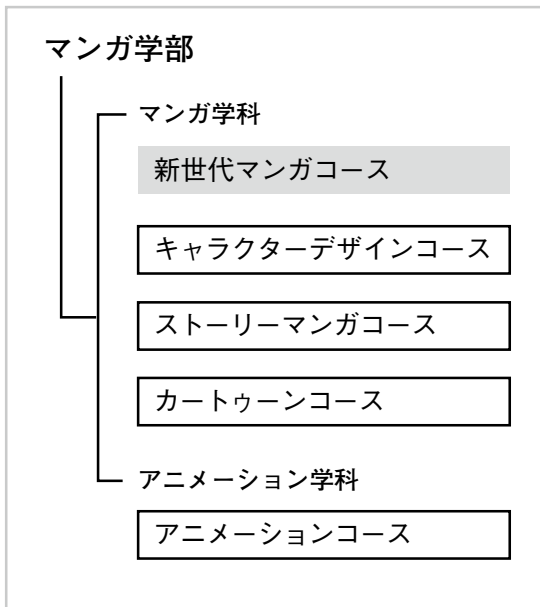 マンガ学部
マンガ学科
新世代マンガコース
キャラクターデザインコース
ストーリーマンガコース
カートゥーンコース
アニメーション学科
アニメーションコース